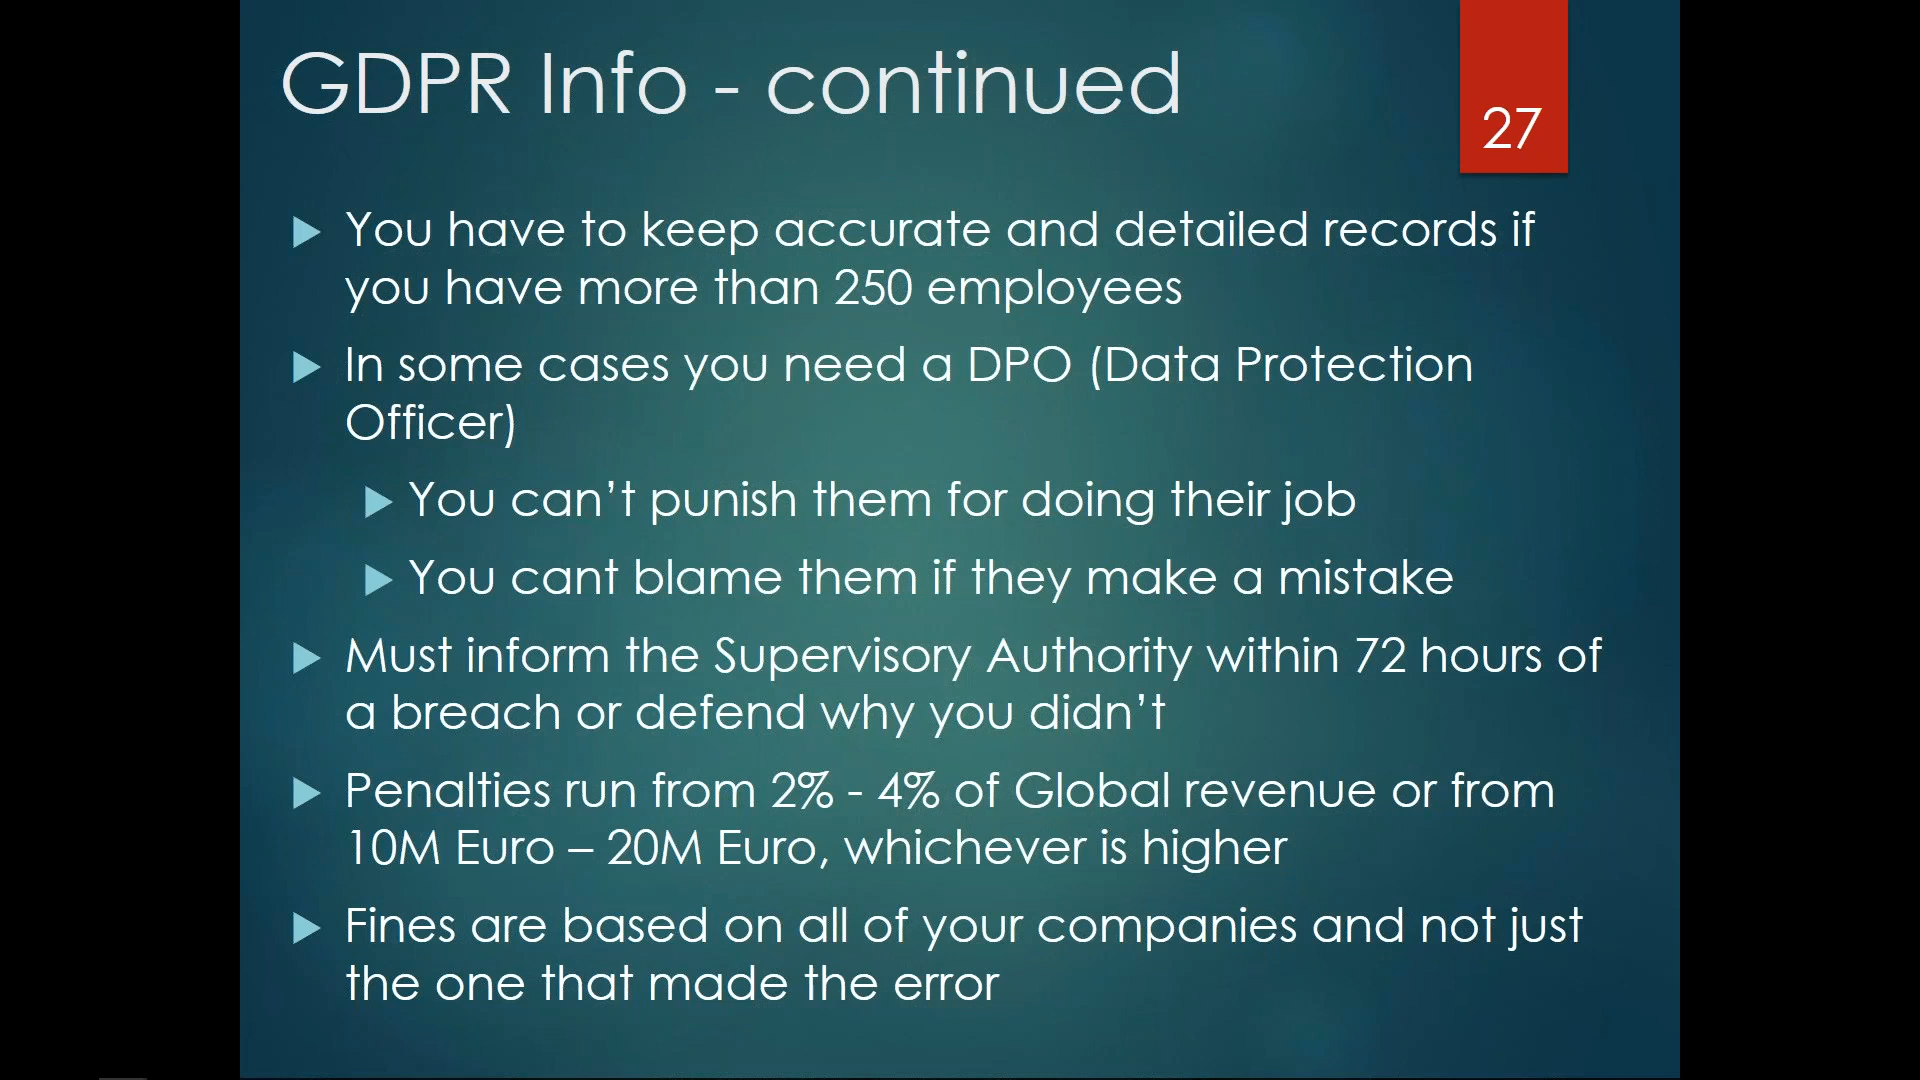 GDPR Info - continued
27
You have to keep accurate and detailed records if
you have more than 250 employees
In some cases you need a DPO (Data Protection
Officer)
You can’t punish them for doing their job
You cant blame them if they make a mistake
Must inform the Supervisory Authority within 72 hours of
a breach or defend why you didn’t
Penalties run from 2% - 4% of Global revenue or from
10M Euro – 20M Euro, whichever is higher
Fines are based on all of your companies and not just
the one that made the error